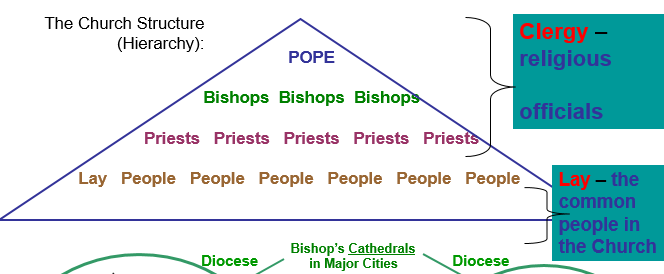 The Church Structure
(Hierarchy):
POPE
Bishops Bishops Bishops
Priests Priests Priests Priests Priests
Lay People People People People People People
Clergy –
religious
officials
Lay – the
common
people in
the Church
Diocese
Bishop's Cathedrals
in Major Cities
Diocese